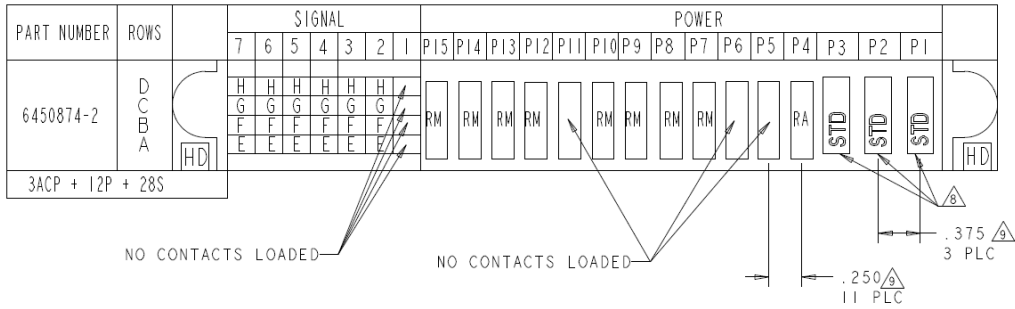 PART NUMBER ROWS SIGNAL POWER
7 6 5 4 3 2 1 P15 P14 P13 P12 P11 P10 P9 P8 P7 P6 P5 P4 P3 P2 P1
6450874-2
D H H H H H H
C G G G G G G
B F F F F F F
A E E E E E E
HD RM RM RM RM RM RM RM RM RA STD STD STD HD
3ACP + 12P + 28S
8
NO CONTACTS LOADED
NO CONTACTS LOADED
.375 9
3 PLC
.250 9
11 PLC